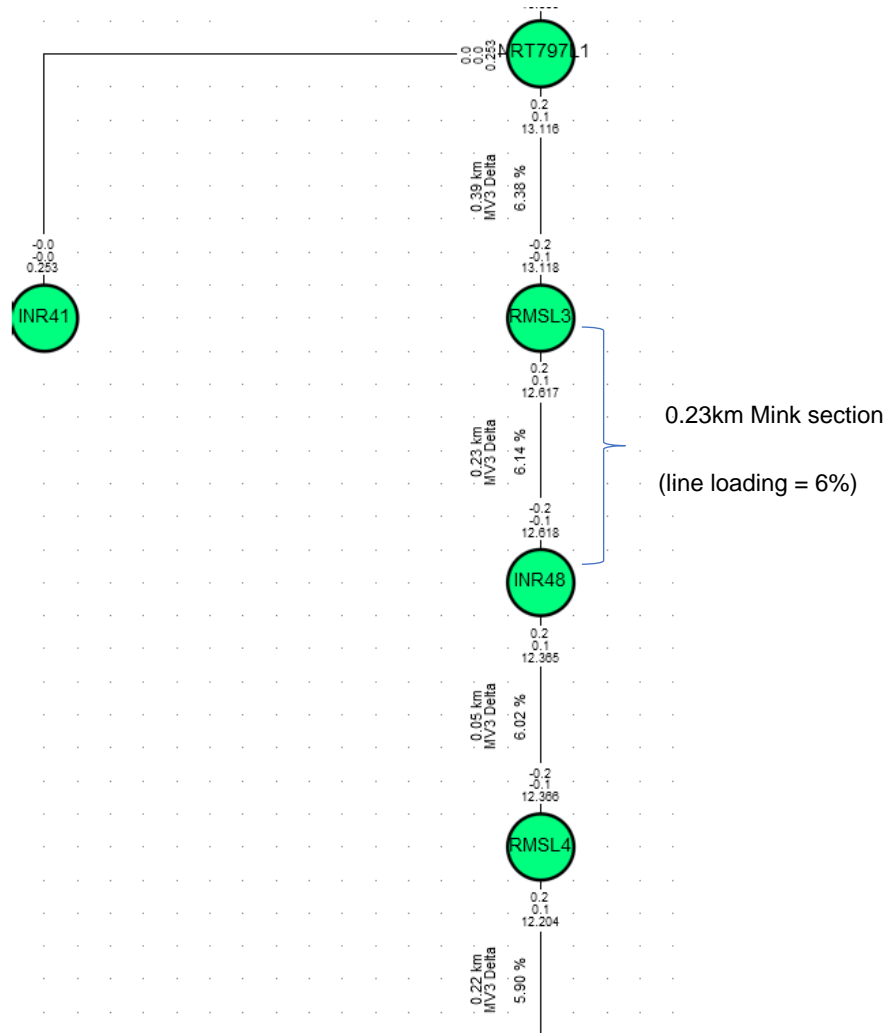 0.0
0.0
0.253
NRT797L1
0.2
0.1
13.116
0.39 km
MV3 Delta
6.38 %
-0.0
-0.0
0.253
-0.2
-0.1
13.118
INR41
RMSL3
0.2
0.1
12.617
0.23km Mink section
0.23 km
MV3 Delta
6.14 %
(line loading = 6%)
-0.2
-0.1
12.618
INR48
0.2
0.1
12.365
0.05 km
MV3 Delta
6.02 %
-0.2
-0.1
12.366
RMSL4
0.2
0.1
12.204
0.22 km
MV3 Delta
5.90 %